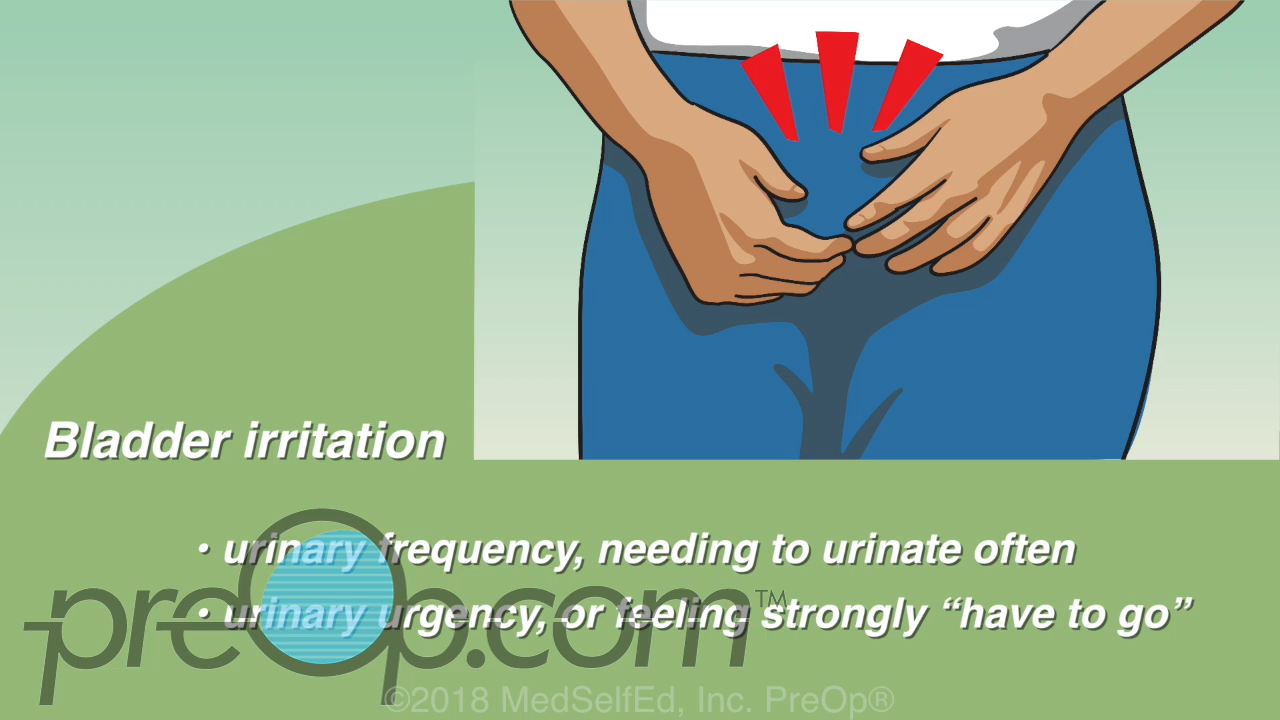 Bladder irritation
• urinary frequency, needing to urinate often
• urinary urgency, or feeling strongly “have to go”
preOp.com™
©2018 MedSelfEd, Inc. PreOp®